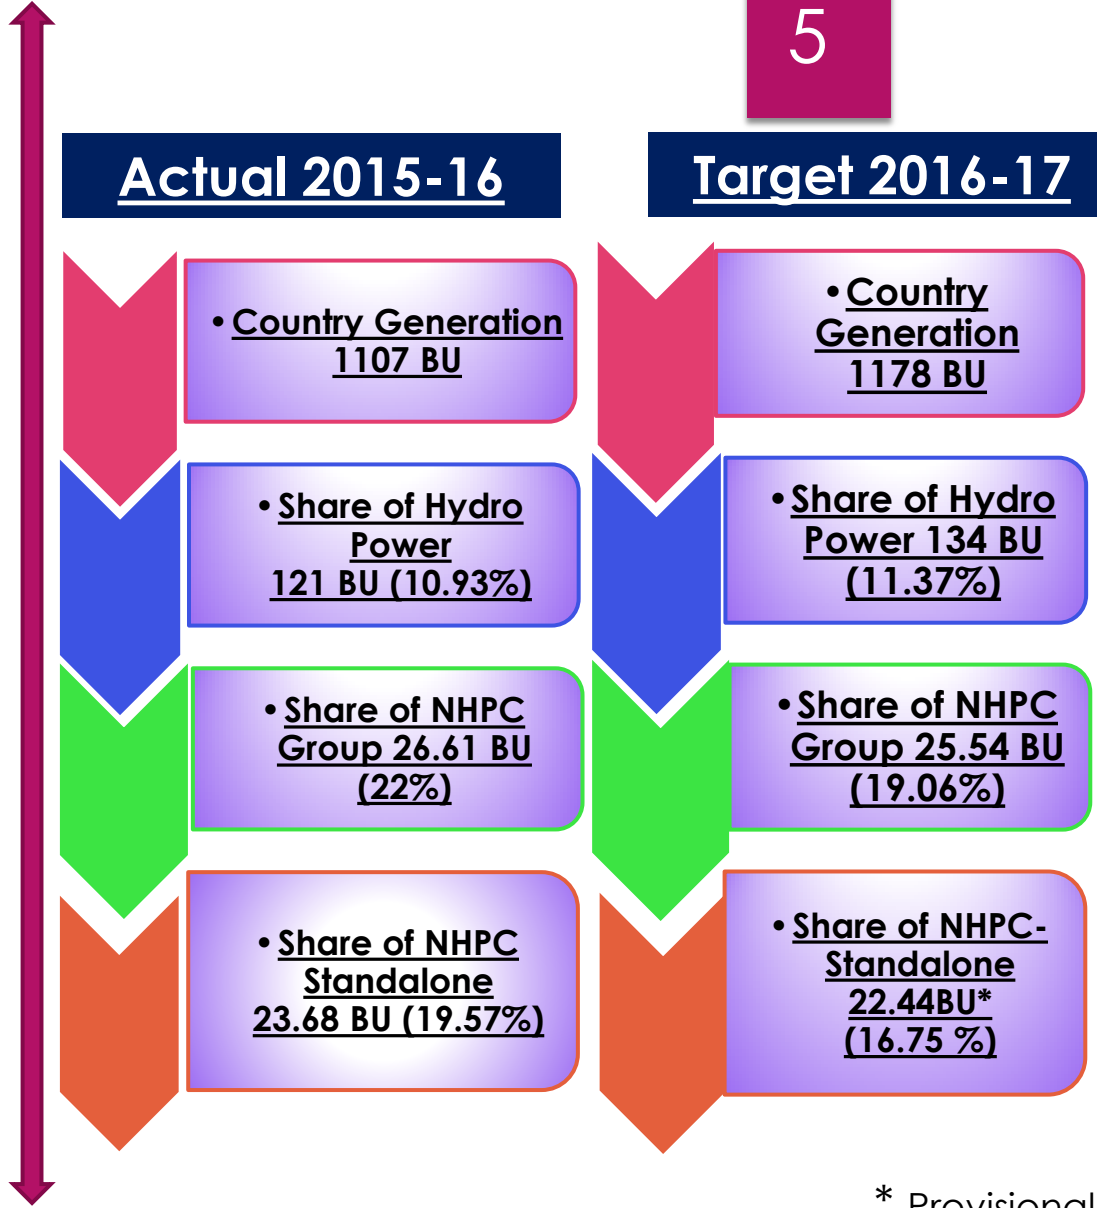 5
Actual 2015-16
• Country Generation
1107 BU
• Share of Hydro
Power
121 BU (10.93%)
• Share of NHPC
Group 26.61 BU
(22%)
• Share of NHPC
Standalone
23.68 BU (19.57%)
Target 2016-17
• Country
Generation
1178 BU
• Share of Hydro
Power 134 BU
(11.37%)
• Share of NHPC
Group 25.54 BU
(19.06%)
• Share of NHPC-
Standalone
22.44BU*
(16.75 %)
* Provisional